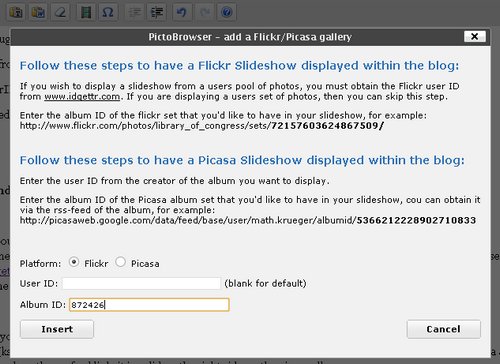 PictoBrowser – add a Flickr/Picasa gallery
Follow these steps to have a Flickr Slideshow displayed within the blog:
If you wish to display a slideshow from a users pool of photos, you must obtain the Flickr user ID
from www.idgettr.com. If you are displaying a users set of photos, then you can skip this step.
Enter the album ID of the flickr set that you'd like to have in your slideshow, for example:
http://www.flickr.com/photos/library_of_congress/sets/72157603624867509/
Follow these steps to have a Picasa Slideshow displayed within the blog:
Enter the user ID from the creator of the album you want to display.
Enter the album ID of the Picasa album set that you'd like to have in your slideshow, cou can obtain it
via the rss-feed of the album, for example:
http://picasaweb.google.com/data/feed/base/user/math.krueger/albumid/5366212228902710833
Platform: Flickr Picasa
User ID: (blank for default)
Album ID: 872426
Insert Cancel